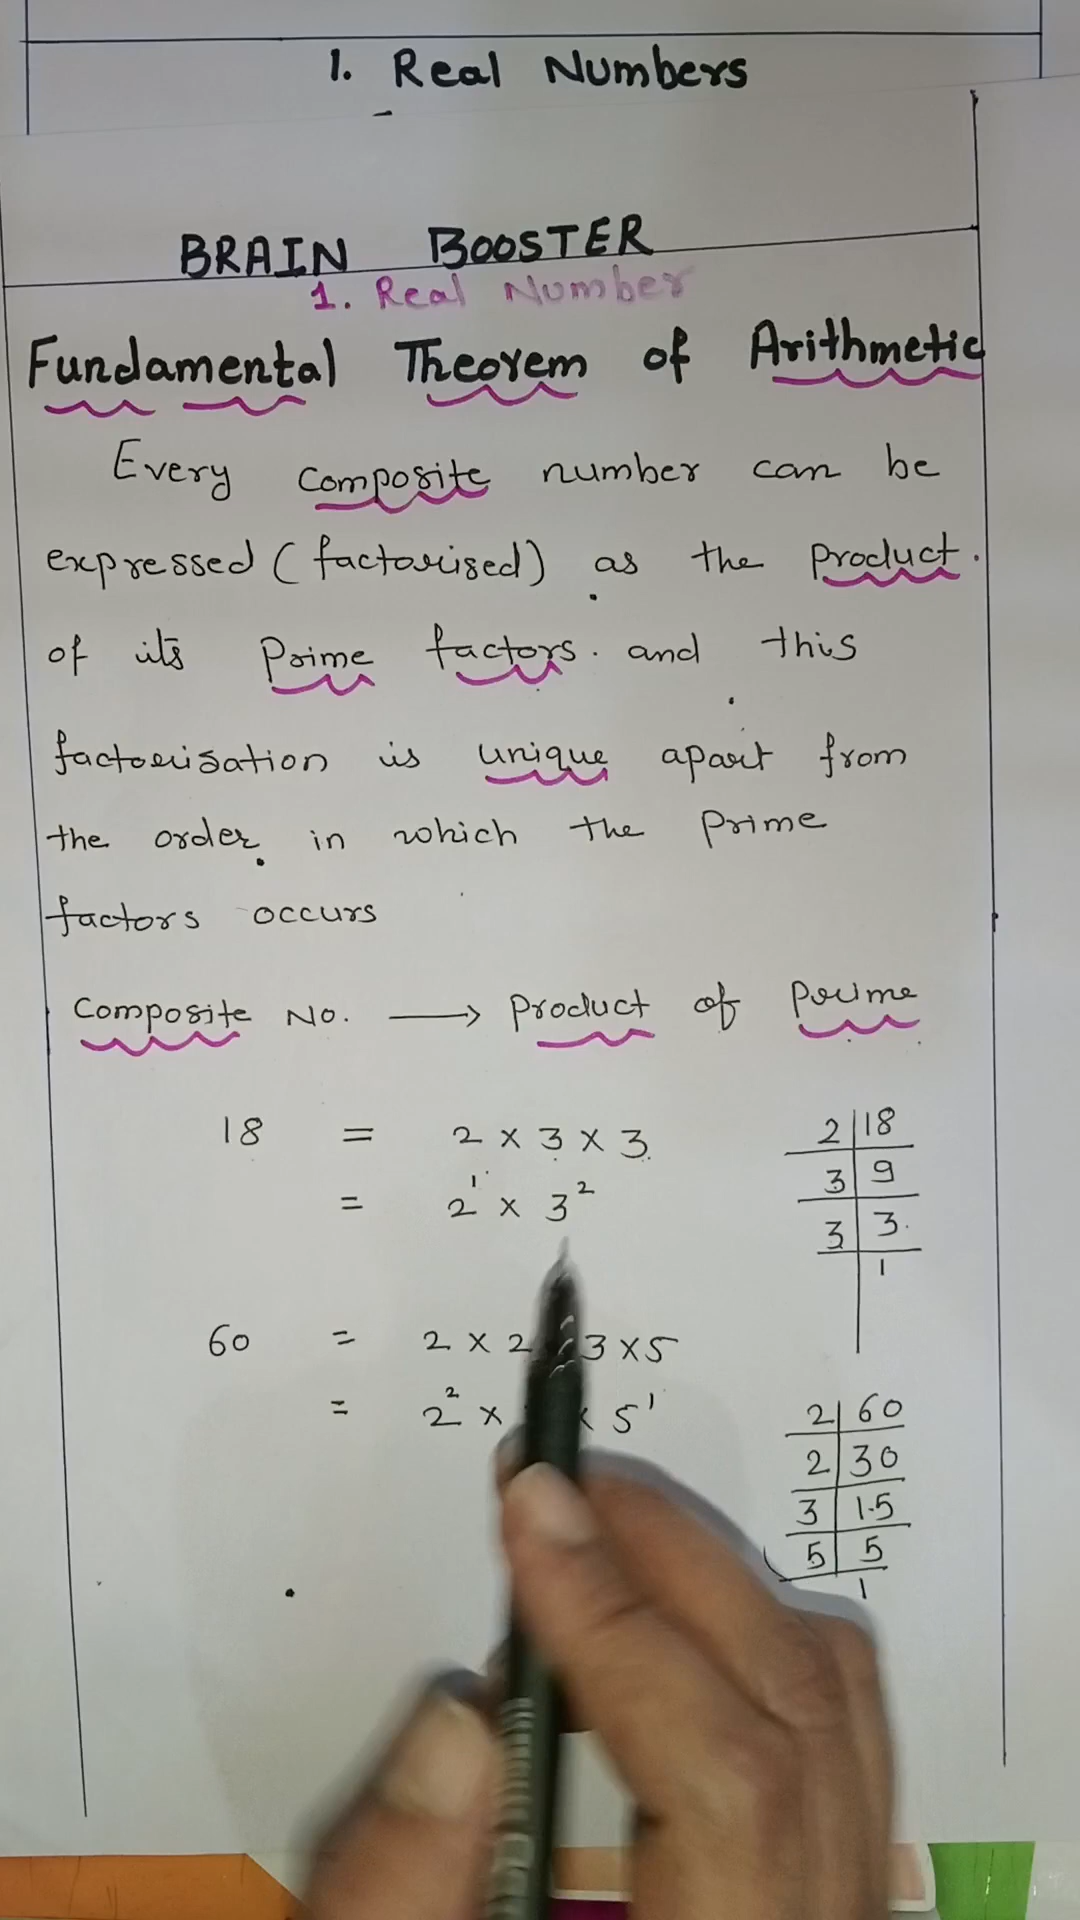 1. Real Numbers
BRAIN BOOSTER
1. Real Number
Fundamental Theorem of Arithmetic
Every composite number can be
expressed (factorised) as the product.
of its Prime factors. and this
factorisation is unique apart from
the order in which the prime
factors occurs
Composite No. → Product of Prime
18 = 2 × 3 × 3
= 2¹ × 3²
2 | 18
3 | 9
3 | 3
1
60 = 2 × 2 3 × 5
= 2² × × 5¹
2 | 60
2 | 30
3 | 15
5 | 5
1